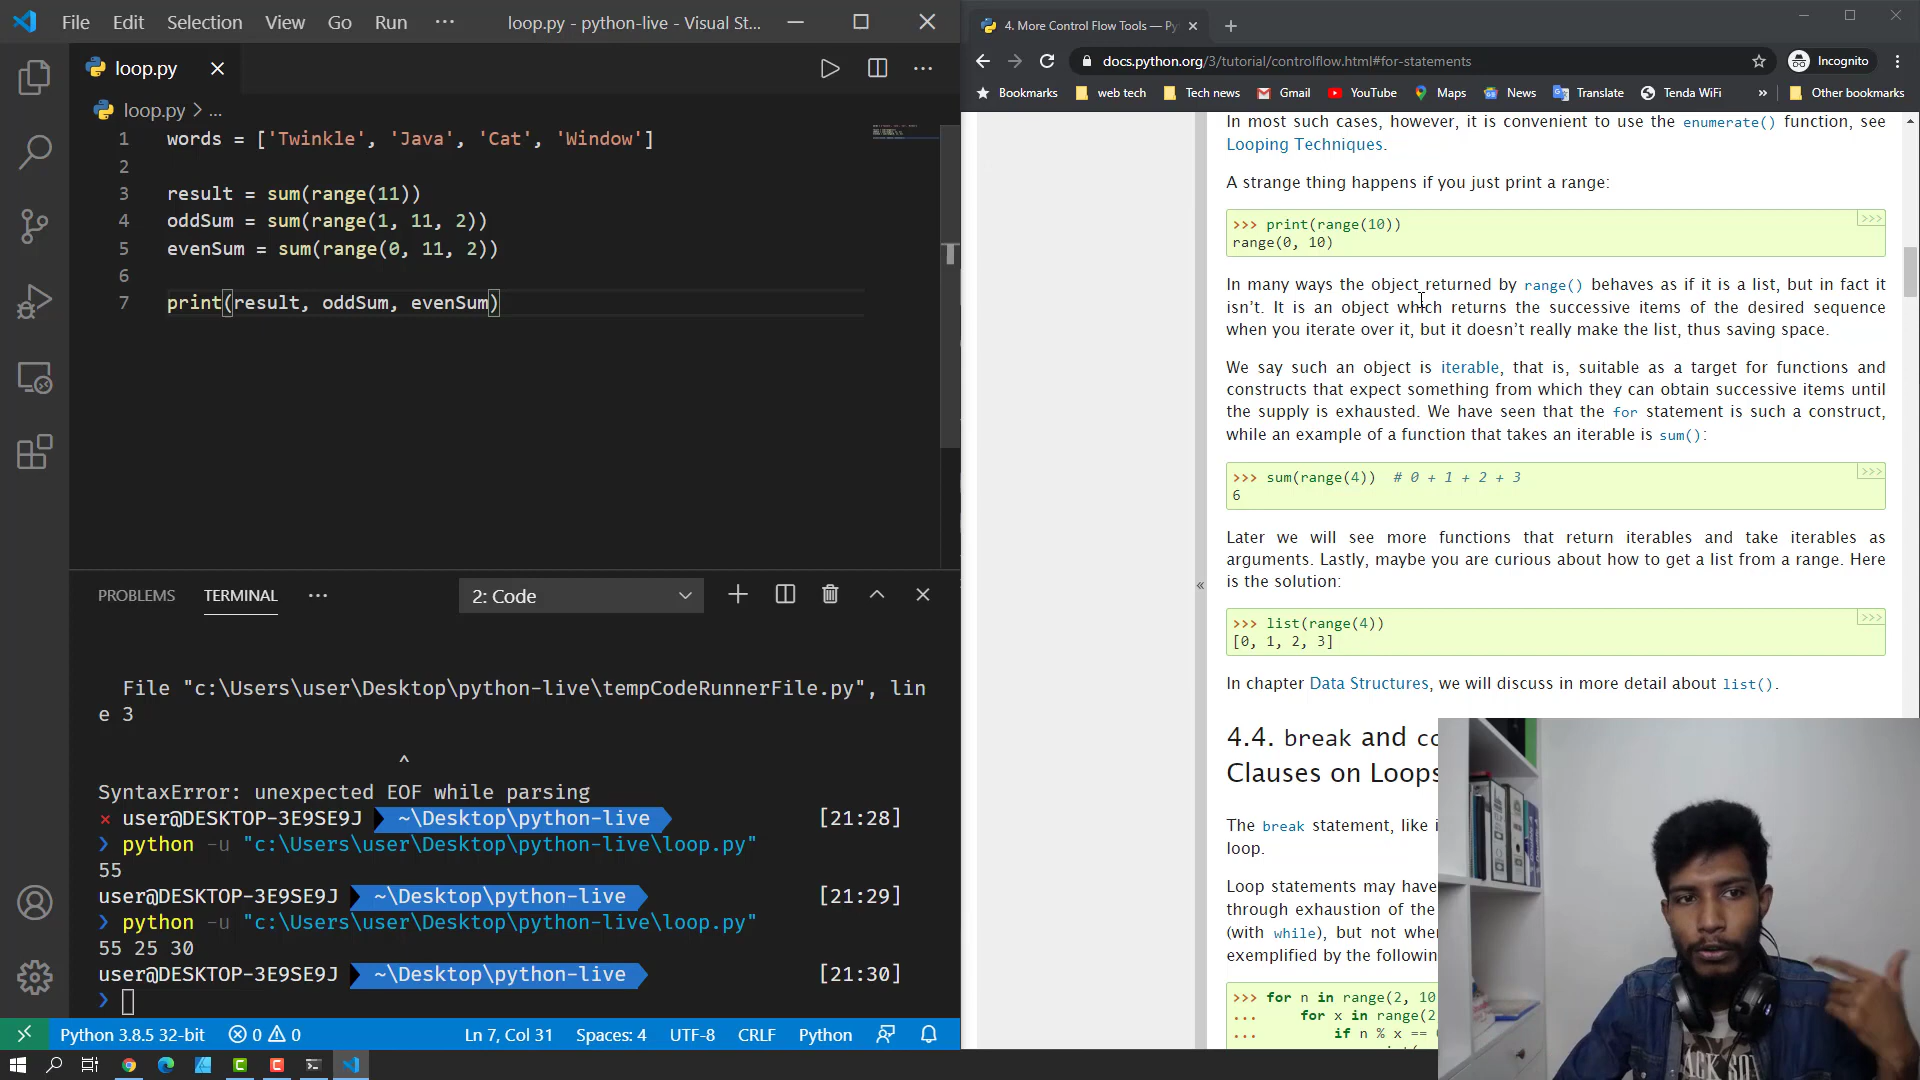 File Edit Selection View Go Run ··· loop.py - python-live - Visual St...
loop.py
loop.py > ...
1 words = ['Twinkle', 'Java', 'Cat', 'Window']
2
3 result = sum(range(11))
4 oddSum = sum(range(1, 11, 2))
5 evenSum = sum(range(0, 11, 2))
6
7 print(result, oddSum, evenSum)
PROBLEMS TERMINAL ··· 2: Code
File "c:\Users\user\Desktop\python-live\tempCodeRunnerFile.py", lin
e 3
^
SyntaxError: unexpected EOF while parsing
× user@DESKTOP-3E9SE9J ~\Desktop\python-live [21:28]
❯ python -u "c:\Users\user\Desktop\python-live\loop.py"
55
user@DESKTOP-3E9SE9J ~\Desktop\python-live [21:29]
❯ python -u "c:\Users\user\Desktop\python-live\loop.py"
55 25 30
user@DESKTOP-3E9SE9J ~\Desktop\python-live [21:30]
❯
Python 3.8.5 32-bit 0 0 Ln 7, Col 31 Spaces: 4 UTF-8 CRLF Python
4. More Control Flow Tools — Py
docs.python.org/3/tutorial/controlflow.html#for-statements Incognito
Bookmarks web tech Tech news Gmail YouTube Maps News Translate Tenda WiFi » Other bookmarks
In most such cases, however, it is convenient to use the enumerate() function, see
Looping Techniques.
A strange thing happens if you just print a range:
>>> print(range(10)) >>>
range(0, 10)
In many ways the object returned by range() behaves as if it is a list, but in fact it
isn’t. It is an object which returns the successive items of the desired sequence
when you iterate over it, but it doesn’t really make the list, thus saving space.
We say such an object is iterable, that is, suitable as a target for functions and
constructs that expect something from which they can obtain successive items until
the supply is exhausted. We have seen that the for statement is such a construct,
while an example of a function that takes an iterable is sum():
>>> sum(range(4)) # 0 + 1 + 2 + 3 >>>
6
Later we will see more functions that return iterables and take iterables as
arguments. Lastly, maybe you are curious about how to get a list from a range. Here
is the solution:
>>> list(range(4)) >>>
[0, 1, 2, 3]
«
In chapter Data Structures, we will discuss in more detail about list().
4.4. break and co
Clauses on Loops
The break statement, like i
loop.
Loop statements may have
through exhaustion of the
(with while), but not when
exemplified by the followin
>>> for n in range(2, 10
... for x in range(2
... if n % x ==